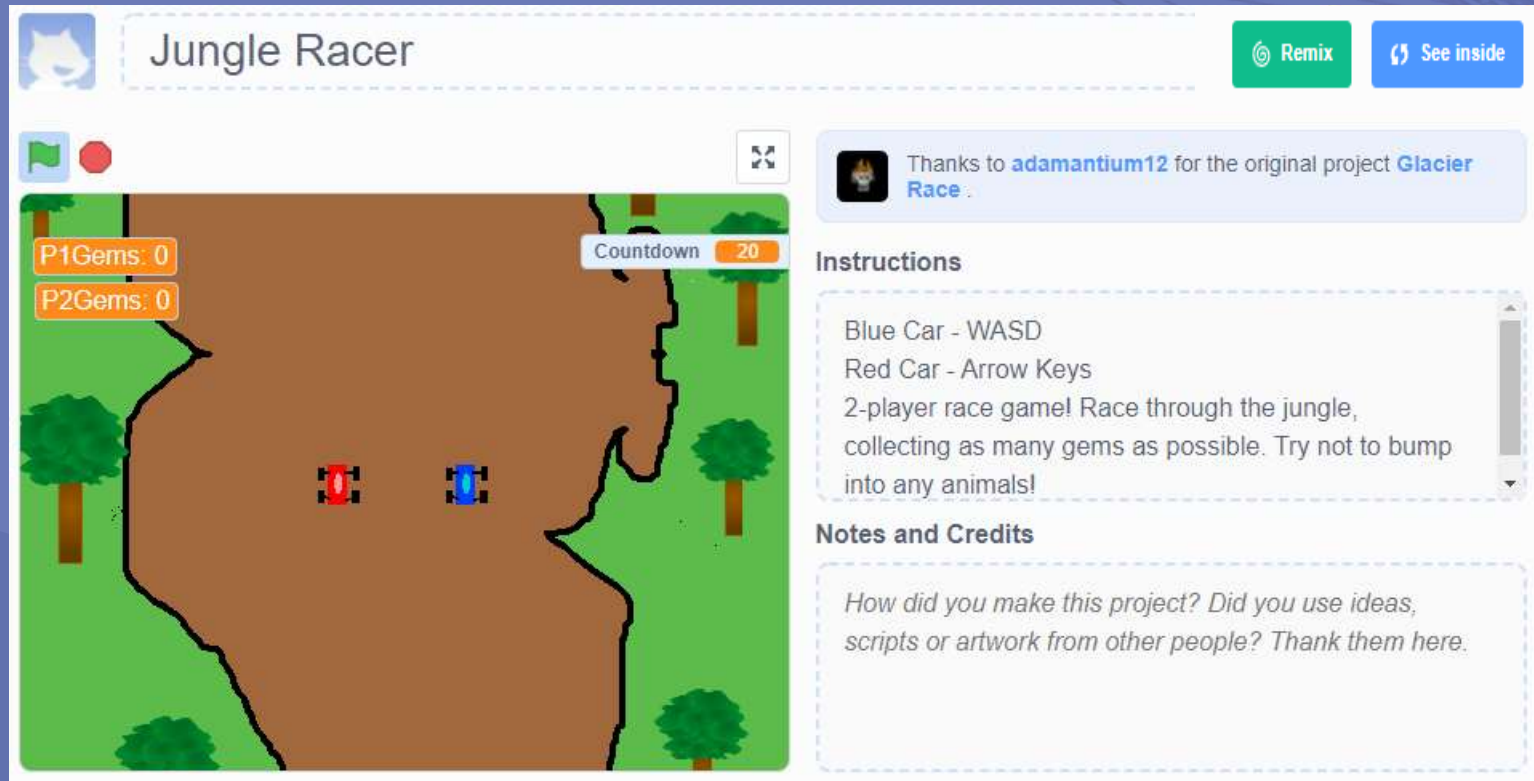 Jungle Racer
Remix
See inside
P1Gems: 0
P2Gems: 0
Countdown 20
Thanks to adamantium12 for the original project Glacier
Race .
Instructions
Blue Car - WASD
Red Car - Arrow Keys
2-player race game! Race through the jungle,
collecting as many gems as possible. Try not to bump
into any animals!
Notes and Credits
How did you make this project? Did you use ideas,
scripts or artwork from other people? Thank them here.